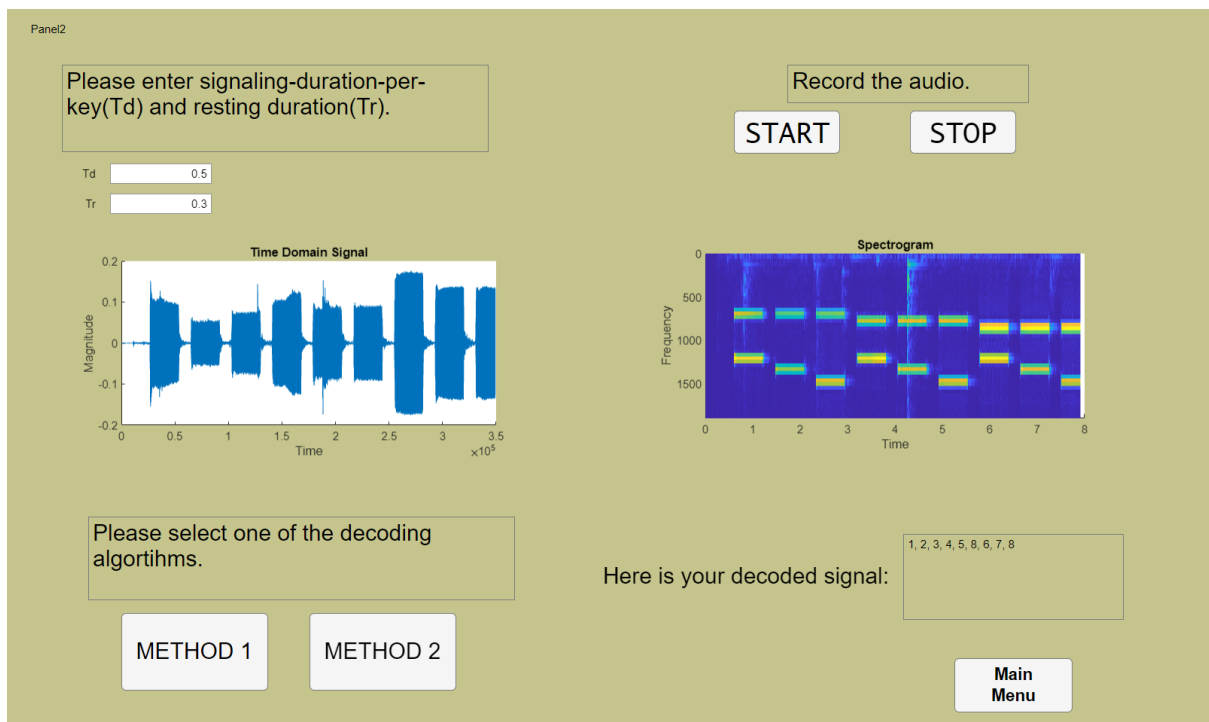 Panel2
Please enter signaling-duration-per-
key(Td) and resting duration(Tr).
Td
0.5
Tr
0.3
Record the audio.
START
STOP
Time Domain Signal
0.2
0.1
0
-0.1
-0.2
Magnitude
0
0.5
1
1.5
2
2.5
3
3.5
Time
×10⁵
Spectrogram
0
500
1000
1500
Frequency
0
1
2
3
4
5
6
7
8
Time
Please select one of the decoding
algortihms.
METHOD 1
METHOD 2
Here is your decoded signal:
1, 2, 3, 4, 5, 8, 6, 7, 8
Main
Menu